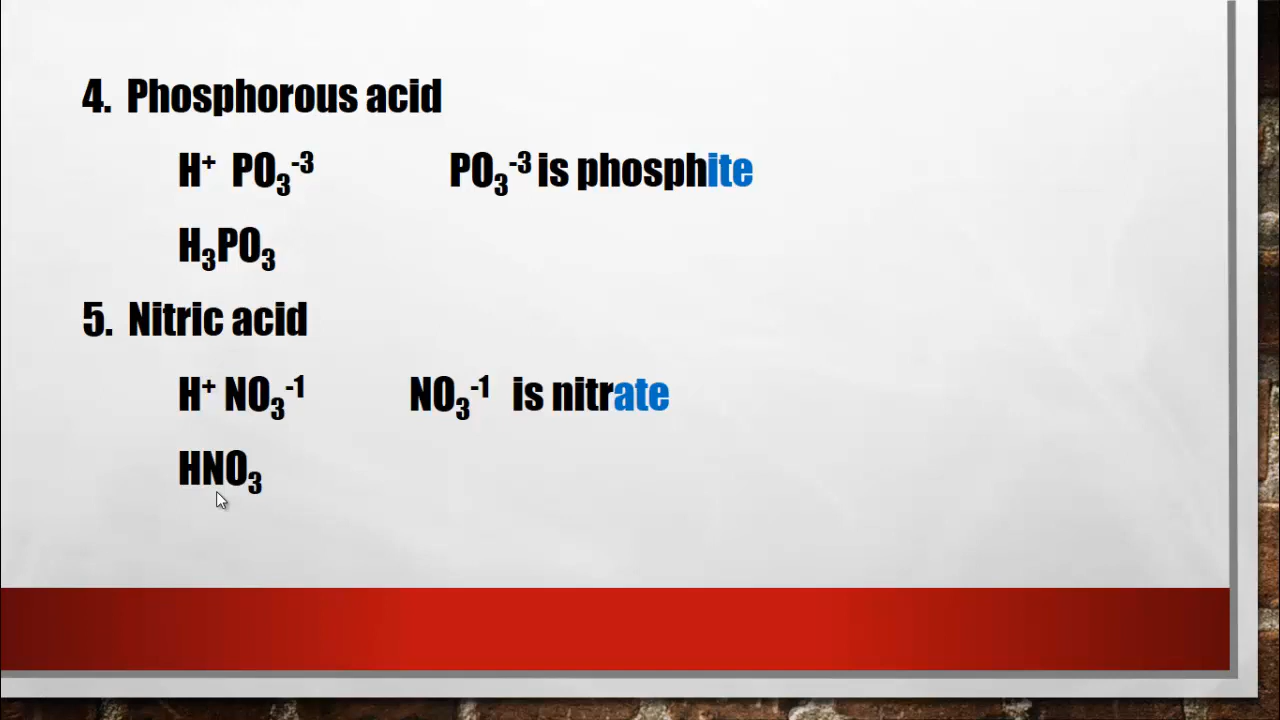 4. Phosphorous acid
H⁺ PO₃⁻³ PO₃⁻³ is phosphite
H₃PO₃
5. Nitric acid
H⁺ NO₃⁻¹ NO₃⁻¹ is nitrate
HNO₃